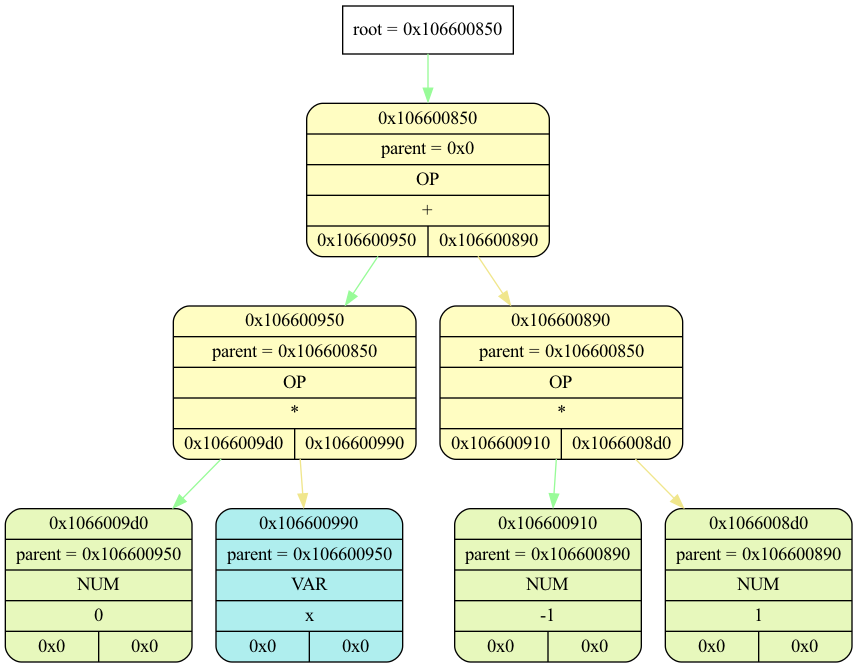 root = 0x106600850
0x106600850
parent = 0x0
OP
+
0x106600950 0x106600890
0x106600950
parent = 0x106600850
OP
*
0x1066009d0 0x106600990
0x106600890
parent = 0x106600850
OP
*
0x106600910 0x1066008d0
0x1066009d0
parent = 0x106600950
NUM
0
0x0 0x0
0x106600990
parent = 0x106600950
VAR
x
0x0 0x0
0x106600910
parent = 0x106600890
NUM
-1
0x0 0x0
0x1066008d0
parent = 0x106600890
NUM
1
0x0 0x0